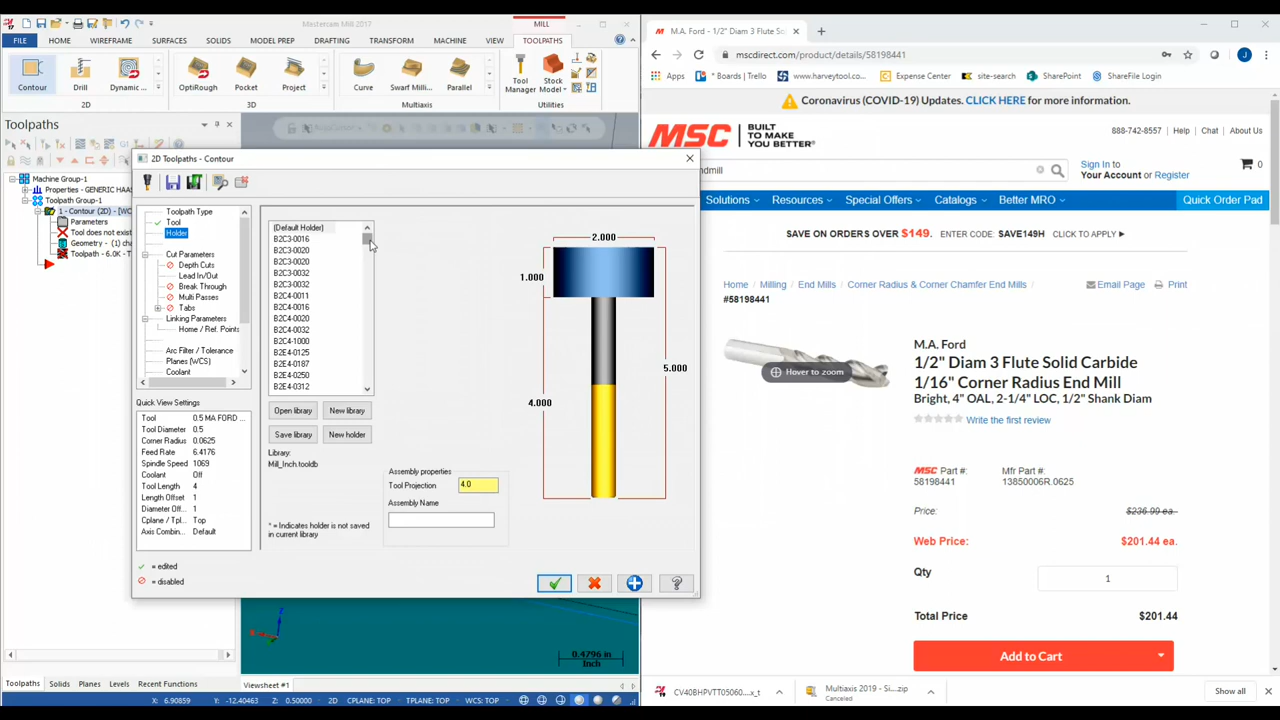 Mastercam Mill 2017
MILL
FILE
HOME
WIREFRAME
SURFACES
SOLIDS
MODEL PREP
DRAFTING
TRANSFORM
MACHINE
VIEW
TOOLPATHS
Contour
Drill
Dynamic ...
OptiRough
Pocket
Project
Curve
Swarf Milli...
Parallel
Tool
Manager
Stock
Model
2D
3D
Multiaxis
Utilities
Toolpaths
Machine Group-1
Properties - GENERIC HAAS
Toolpath Group-1
1 - Contour (2D) - [WC
Parameters
Tool does not exist
Geometry - (1) cha
Toolpath - 6.0K - T
2D Toolpaths - Contour
Toolpath Type
Tool
Holder
Cut Parameters
Depth Cuts
Lead In/Out
Break Through
Multi Passes
Tabs
Linking Parameters
Home / Ref. Points
Arc Filter / Tolerance
Planes (WCS)
Coolant
Quick View Settings
Tool 0.5 MA FORD ...
Tool Diameter 0.5
Corner Radius 0.0625
Feed Rate 6.4176
Spindle Speed 1069
Coolant Off
Tool Length 4
Length Offset 1
Diameter Off... 1
Cplane / Tpl... Top
Axis Combin... Default
= edited
= disabled
(Default Holder)
B2C3-0016
B2C3-0020
B2C3-0020
B2C3-0032
B2C3-0032
B2C4-0011
B2C4-0016
B2C4-0020
B2C4-0032
B2C4-1000
B2E4-0125
B2E4-0187
B2E4-0250
B2E4-0312
Open library
New library
Save library
New holder
Library:
Mill_Inch.tooldb
* = Indicates holder is not saved
in current library
Assembly properties
Tool Projection 4.0
Assembly Name
2.000
1.000
5.000
4.000
0.4796 in
Inch
Toolpaths
Solids
Planes
Levels
Recent Functions
Viewsheet #1
X: 6.90859
Y: -12.40463
Z: 0.50000
2D
CPLANE: TOP
TPLANE: TOP
WCS: TOP
M.A. Ford - 1/2" Diam 3 Flute So
mscdirect.com/product/details/58198441
J
Apps
* Boards | Trello
www.harveytool.co...
Expense Center
site-search
SharePoint
ShareFile Login
Coronavirus (COVID-19) Updates. CLICK HERE for more information.
MSC
BUILT
TO MAKE
YOU BETTER®
888-742-8557
Help
Chat
About Us
ndmill
Sign In to
Your Account or Register
0
Solutions
Resources
Special Offers
Catalogs
Better MRO
Quick Order Pad
SAVE ON ORDERS OVER $149. ENTER CODE: SAVE149H CLICK TO APPLY
Home / Milling / End Mills / Corner Radius & Corner Chamfer End Mills /
#58198441
Email Page
Print
Hover to zoom
M.A. Ford
1/2" Diam 3 Flute Solid Carbide
1/16" Corner Radius End Mill
Bright, 4" OAL, 2-1/4" LOC, 1/2" Shank Diam
Write the first review
MSC Part #:
58198441
Mfr Part #:
13850006R.0625
Price: $236.99 ea.
Web Price: $201.44 ea.
Qty 1
Total Price $201.44
Add to Cart
CV40BHPVTT05060....x_t
Multiaxis 2019 - Si....zip
Canceled
Show all